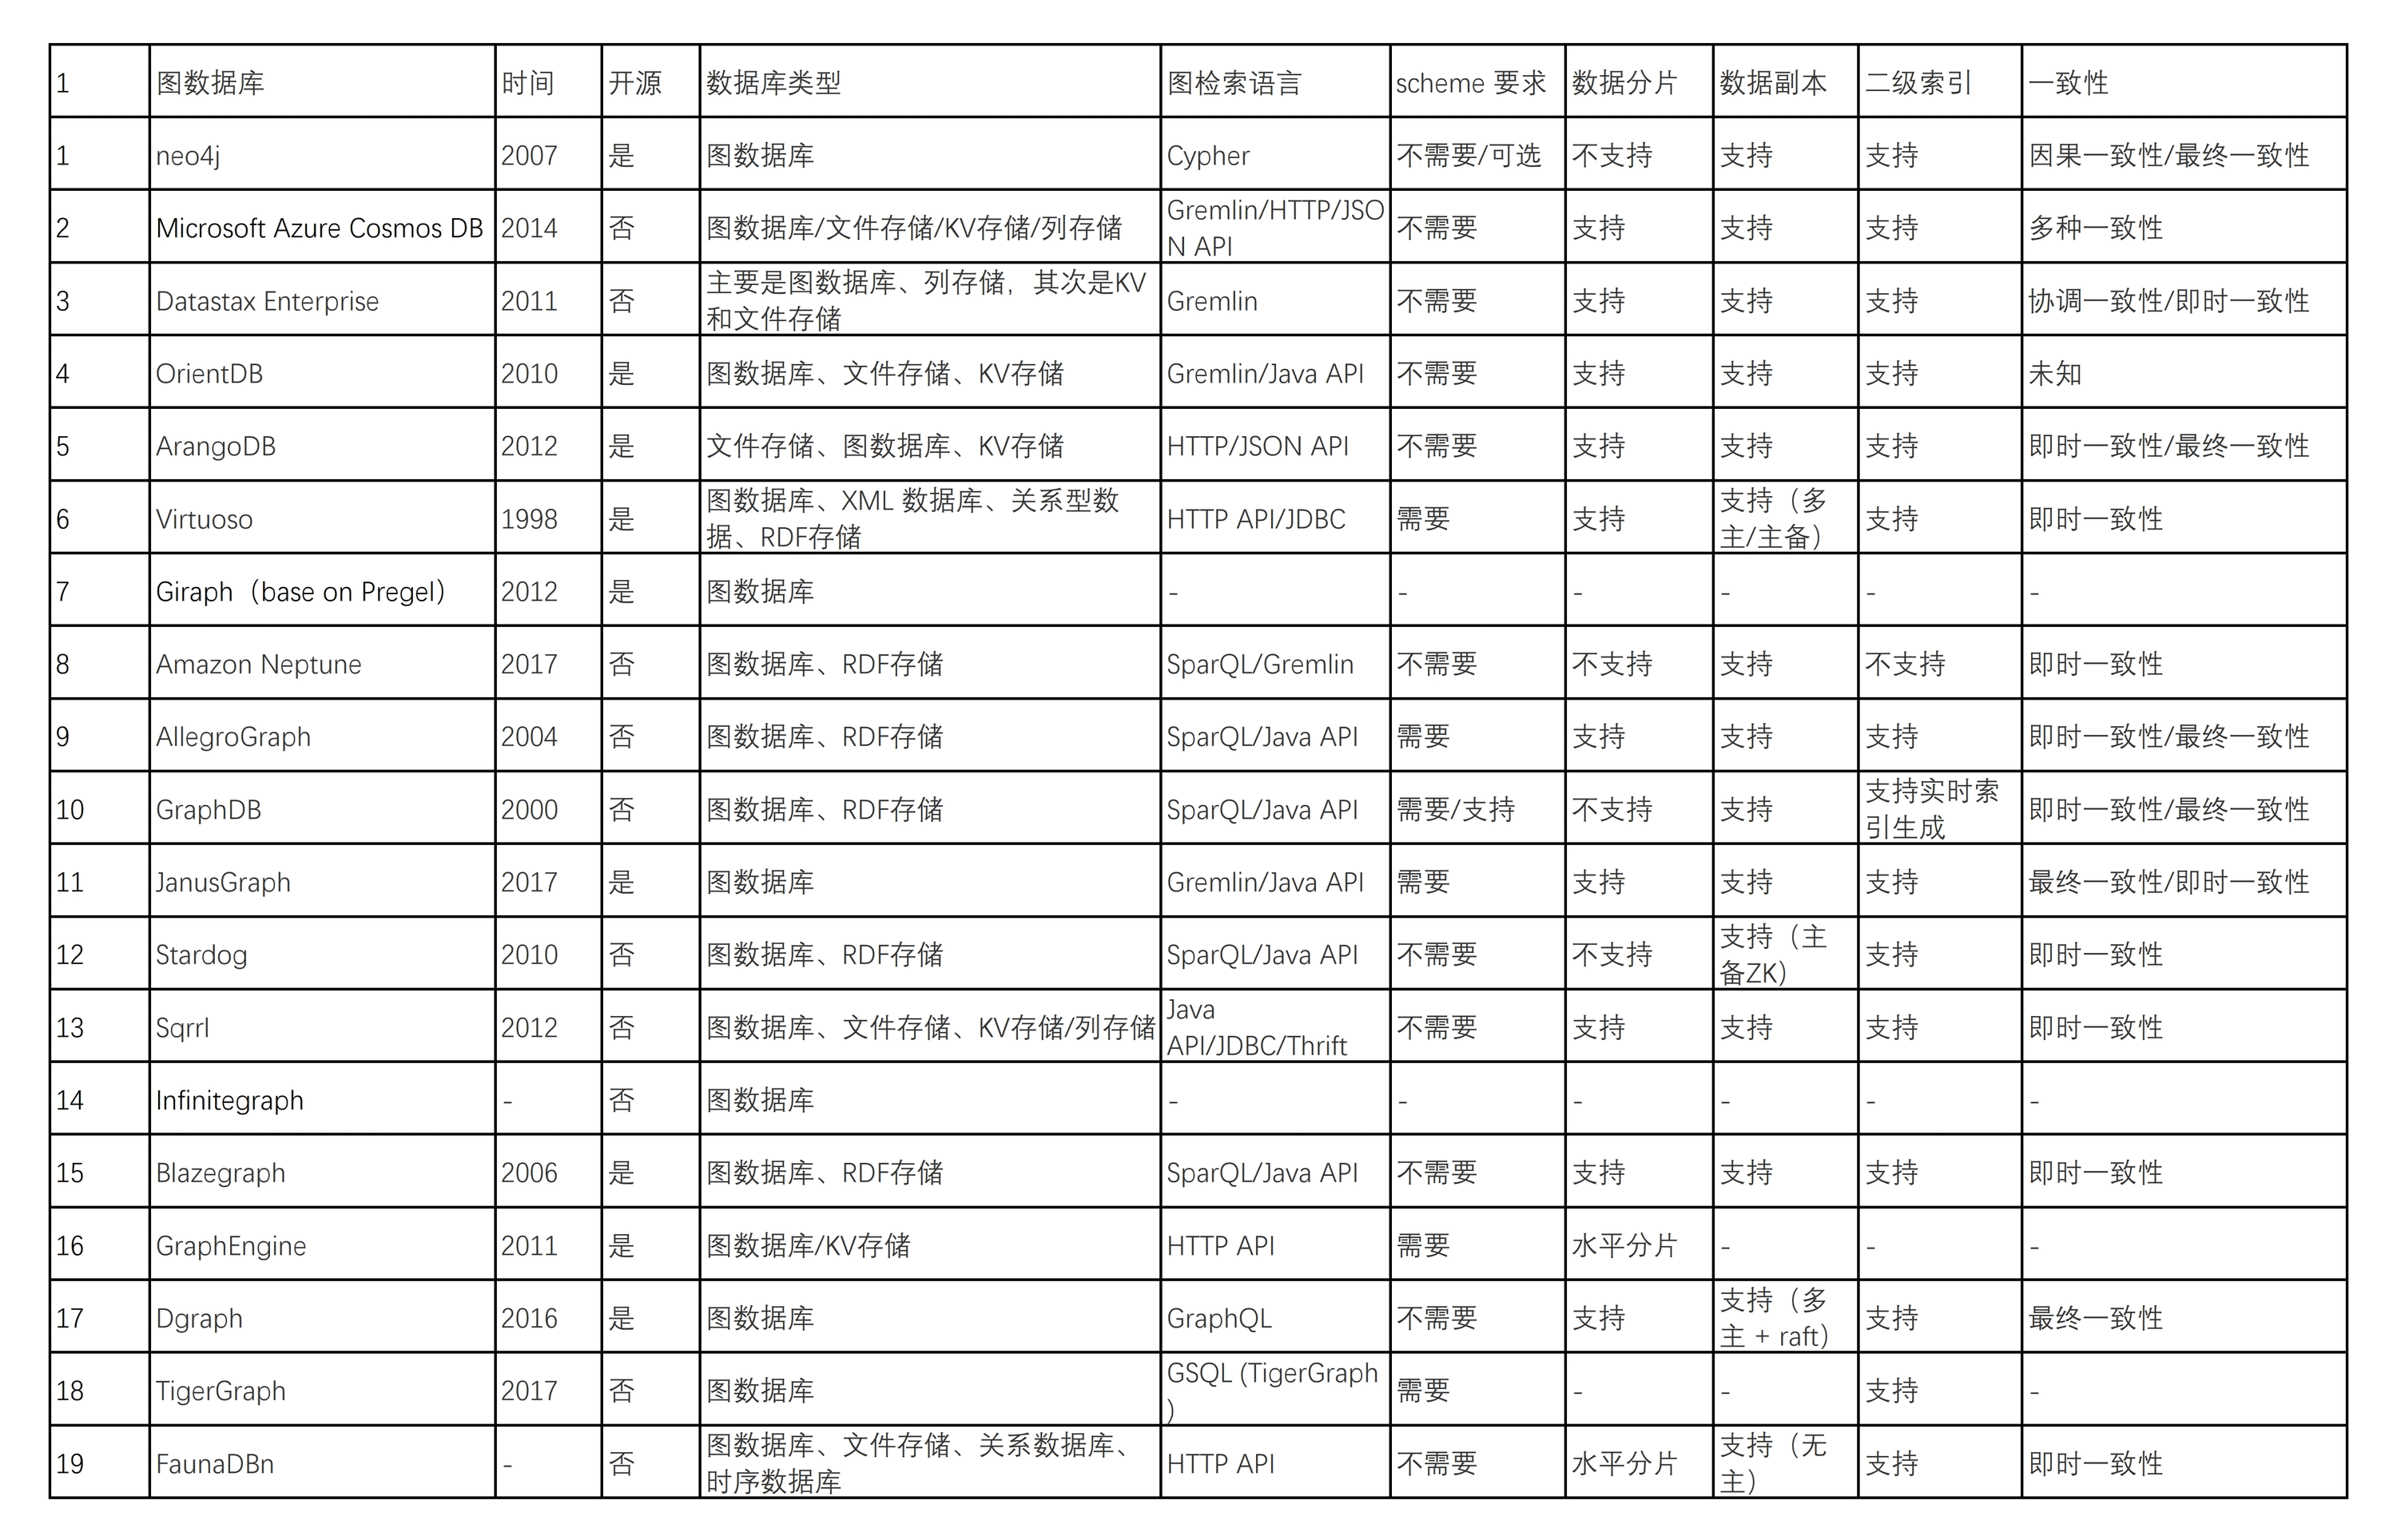 1 图数据库 时间 开源 数据库类型 图检索语言 scheme 要求 数据分片 数据副本 二级索引 一致性
1 neo4j 2007 是 图数据库 Cypher 不需要/可选 不支持 支持 支持 因果一致性/最终一致性
2 Microsoft Azure Cosmos DB 2014 否 图数据库/文件存储/KV存储/列存储 Gremlin/HTTP/JSO
N API 不需要 支持 支持 支持 多种一致性
3 Datastax Enterprise 2011 否 主要是图数据库、列存储，其次是KV
和文件存储 Gremlin 不需要 支持 支持 支持 协调一致性/即时一致性
4 OrientDB 2010 是 图数据库、文件存储、KV存储 Gremlin/Java API 不需要 支持 支持 支持 未知
5 ArangoDB 2012 是 文件存储、图数据库、KV存储 HTTP/JSON API 不需要 支持 支持 支持 即时一致性/最终一致性
6 Virtuoso 1998 是 图数据库、XML 数据库、关系型数
据、RDF存储 HTTP API/JDBC 需要 支持 支持（多
主/主备） 支持 即时一致性
7 Giraph（base on Pregel） 2012 是 图数据库 - - - - - -
8 Amazon Neptune 2017 否 图数据库、RDF存储 SparQL/Gremlin 不需要 不支持 支持 不支持 即时一致性
9 AllegroGraph 2004 否 图数据库、RDF存储 SparQL/Java API 需要 支持 支持 支持 即时一致性/最终一致性
10 GraphDB 2000 否 图数据库、RDF存储 SparQL/Java API 需要/支持 不支持 支持 支持实时索
引生成 即时一致性/最终一致性
11 JanusGraph 2017 是 图数据库 Gremlin/Java API 需要 支持 支持 支持 最终一致性/即时一致性
12 Stardog 2010 否 图数据库、RDF存储 SparQL/Java API 不需要 不支持 支持（主
备ZK） 支持 即时一致性
13 Sqrrl 2012 否 图数据库、文件存储、KV存储/列存储 Java
API/JDBC/Thrift 不需要 支持 支持 支持 即时一致性
14 Infinitegraph - 否 图数据库 - - - - - -
15 Blazegraph 2006 是 图数据库、RDF存储 SparQL/Java API 不需要 支持 支持 支持 即时一致性
16 GraphEngine 2011 是 图数据库/KV存储 HTTP API 需要 水平分片 - - -
17 Dgraph 2016 是 图数据库 GraphQL 不需要 支持 支持（多
主 + raft） 支持 最终一致性
18 TigerGraph 2017 否 图数据库 GSQL (TigerGraph
) 需要 - - 支持 -
19 FaunaDBn - 否 图数据库、文件存储、关系数据库、
时序数据库 HTTP API 不需要 水平分片 支持（无
主） 支持 即时一致性